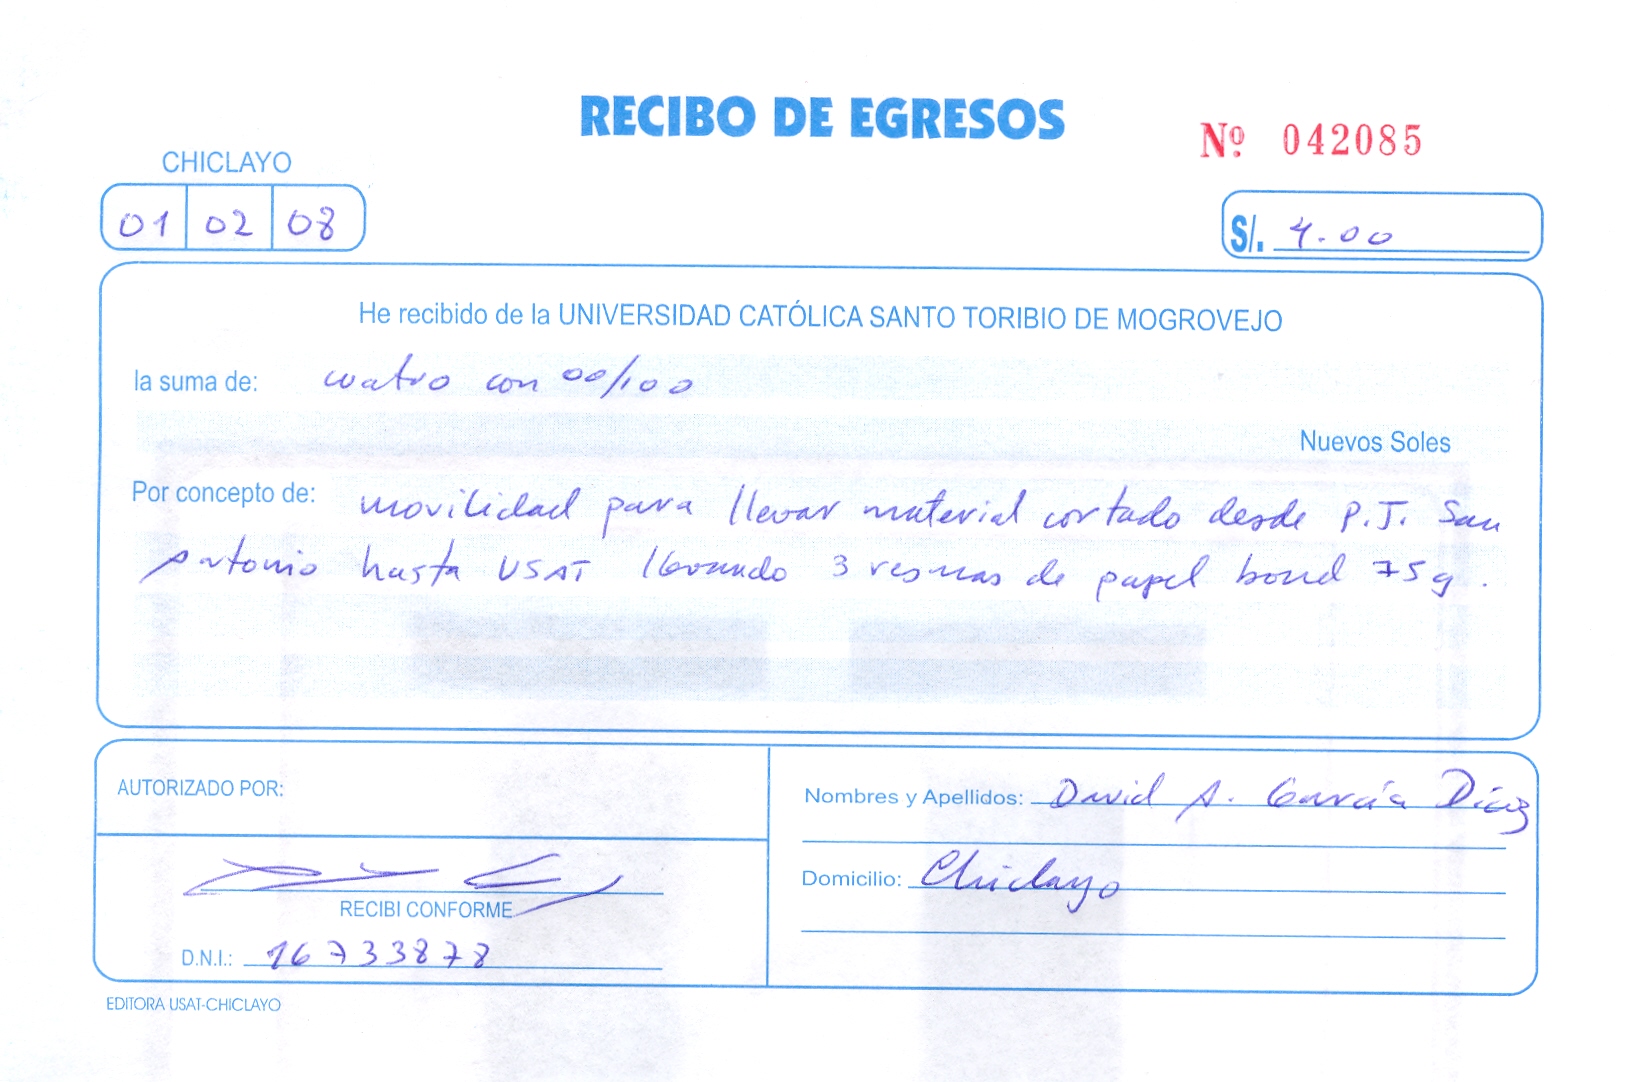 RECIBO DE EGRESOS
Nº 042085
CHICLAYO
01 02 08
S/. 4.00
He recibido de la UNIVERSIDAD CATÓLICA SANTO TORIBIO DE MOGROVEJO
la suma de: cuatro con 00/100
Nuevos Soles
Por concepto de: movilidad para llevar material cortado desde P.J. San
Antonio hasta USAT llevando 3 resmas de papel bond 75g.
AUTORIZADO POR:
Nombres y Apellidos: David A. García Díaz
Domicilio: Chiclayo
RECIBI CONFORME
D.N.I.: 16733878
EDITORA USAT-CHICLAYO